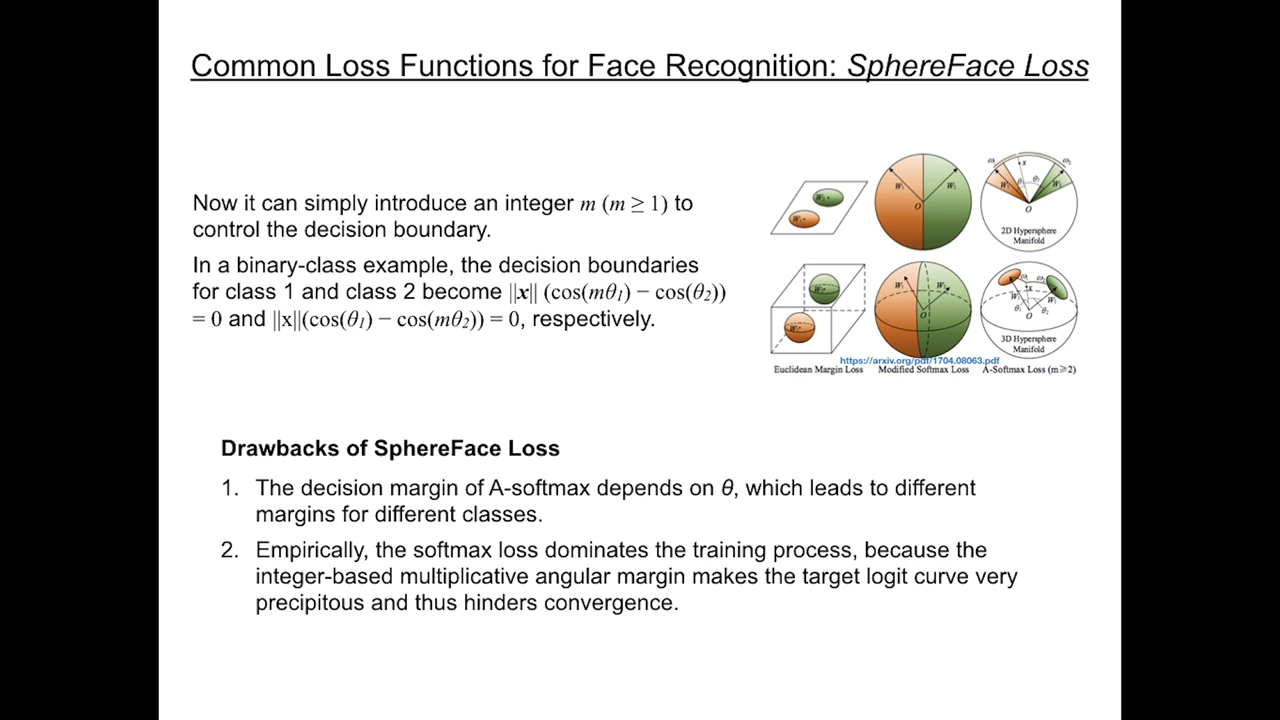 Common Loss Functions for Face Recognition: SphereFace Loss
Now it can simply introduce an integer m (m ≥ 1) to
control the decision boundary.
In a binary-class example, the decision boundaries
for class 1 and class 2 become ||x|| (cos(mθ1) − cos(θ2))
= 0 and ||x||(cos(θ1) − cos(mθ2)) = 0, respectively.
2D Hypersphere
Manifold
3D Hypersphere
Manifold
https://arxiv.org/pdf/1704.08063.pdf
Euclidean Margin Loss Modified Softmax Loss A-Softmax Loss (m⩾2)
Drawbacks of SphereFace Loss
1. The decision margin of A-softmax depends on θ, which leads to different
margins for different classes.
2. Empirically, the softmax loss dominates the training process, because the
integer-based multiplicative angular margin makes the target logit curve very
precipitous and thus hinders convergence.